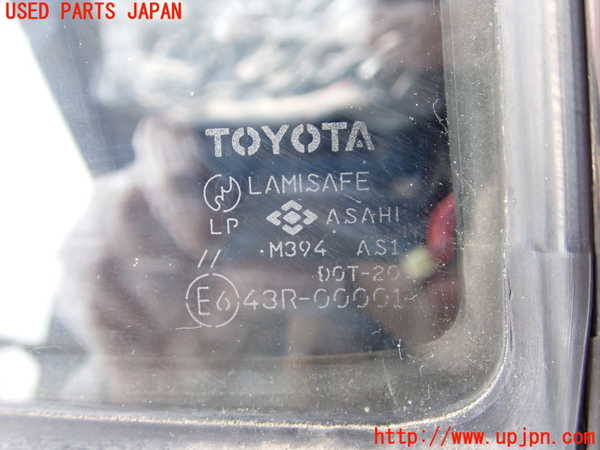 USED PARTS JAPAN
TOYOTA
LAMISAFE
LP
ASAHI
M394 AS1
DOT-20
E6 43R-00001
http://www.upjpn.com/